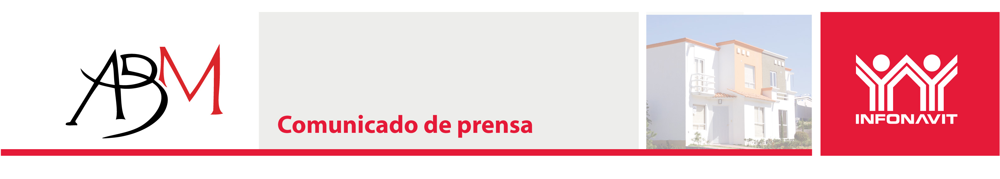 ABM
Comunicado de prensa
INFONAVIT